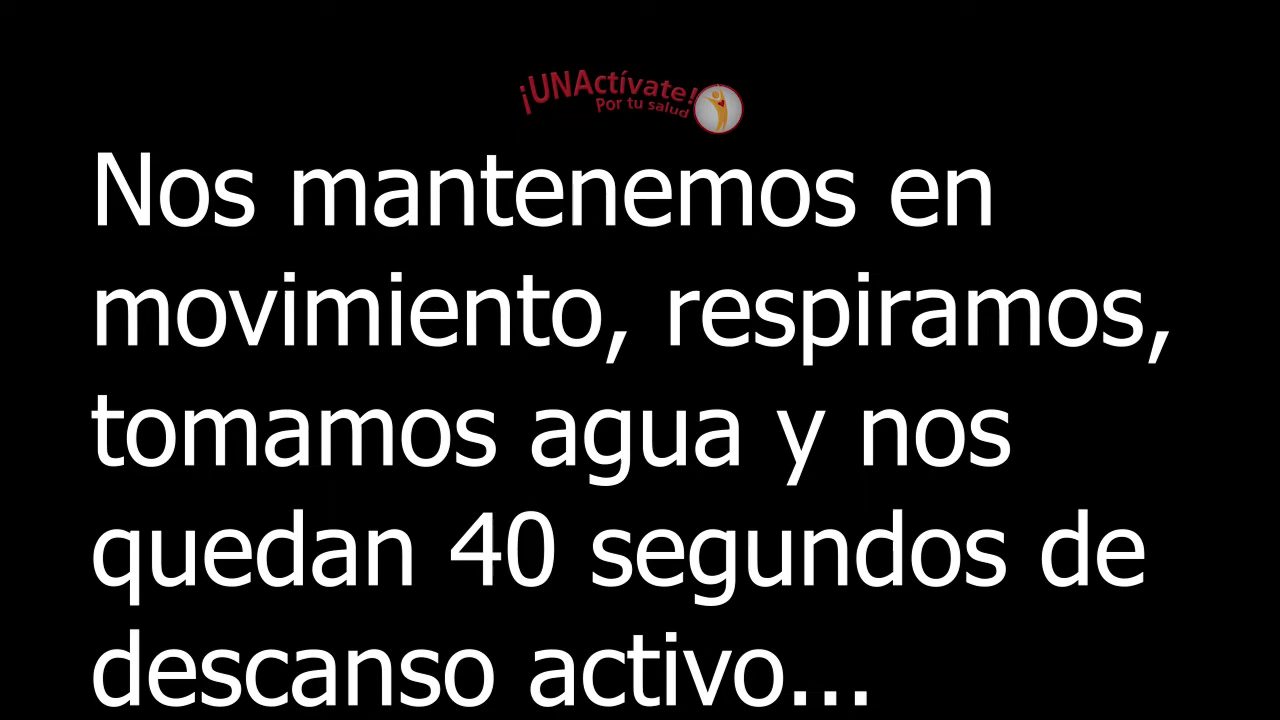 ¡UNActívate!
Por tu salud
Nos mantenemos en
movimiento, respiramos,
tomamos agua y nos
quedan 40 segundos de
descanso activo...